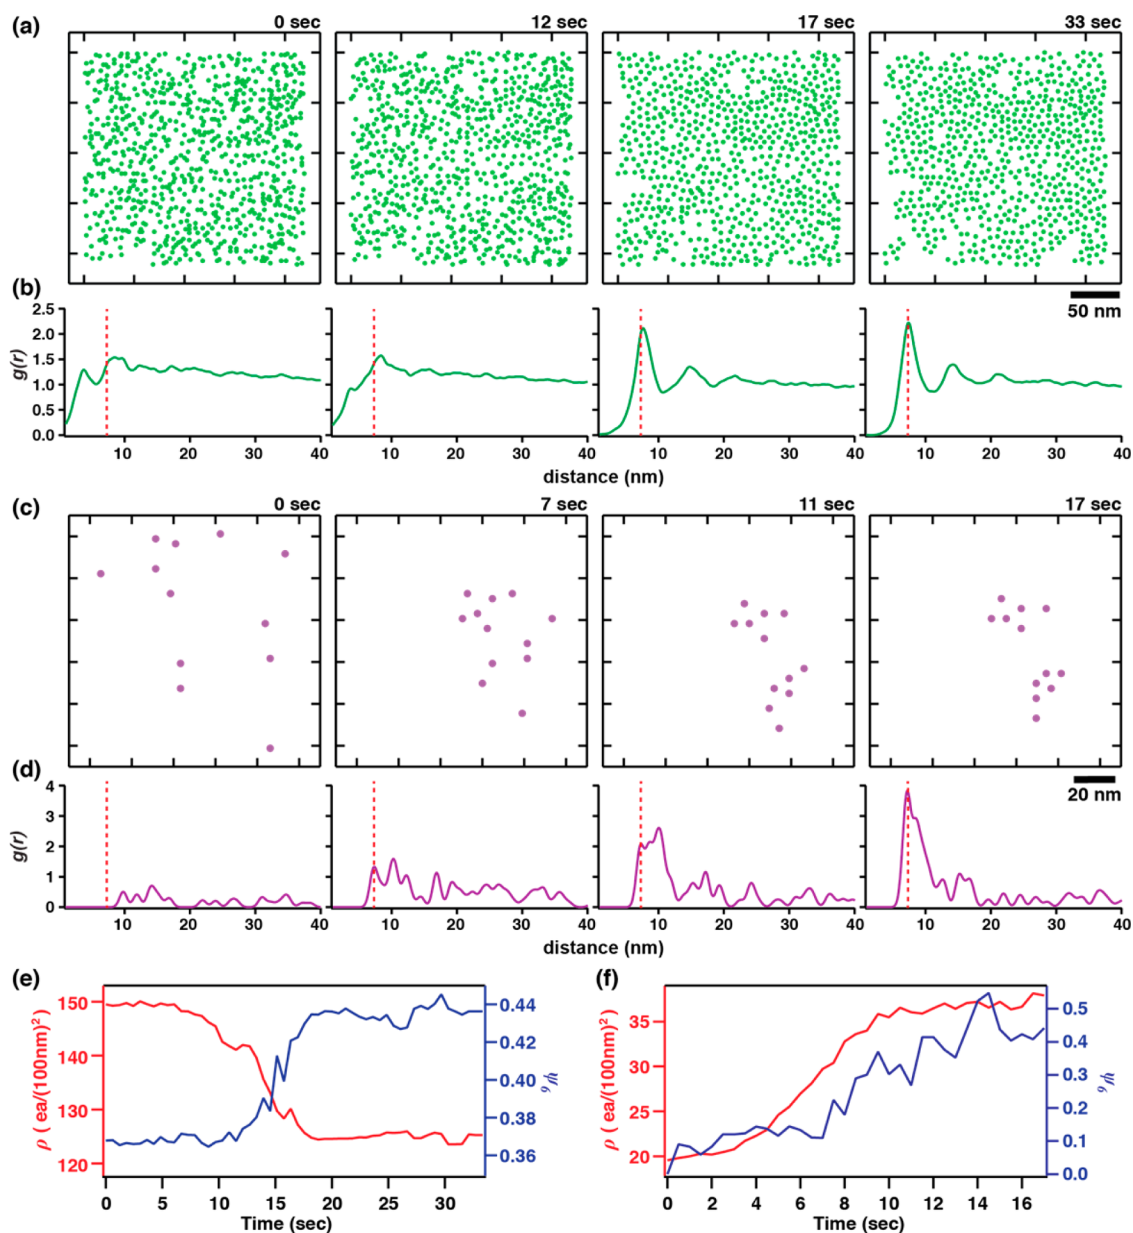 (a)
0 sec 12 sec 17 sec 33 sec
(b)
50 nm
g(r)
2.5
2.0
1.5
1.0
0.5
0.0
10 20 30 40 10 20 30 40 10 20 30 40 10 20 30 40
distance (nm)
(c)
0 sec 7 sec 11 sec 17 sec
(d)
20 nm
g(r)
4
3
2
1
0
10 20 30 40 10 20 30 40 10 20 30 40 10 20 30 40
distance (nm)
(e)
ρ ( ea/(100nm)²)
150
140
130
120
0.44
0.42
0.40
0.38
0.36
ψ₆
0 5 10 15 20 25 30
Time (sec)
(f)
ρ ( ea/(100nm)²)
35
30
25
20
0.5
0.4
0.3
0.2
0.1
0.0
ψ₆
0 2 4 6 8 10 12 14 16
Time (sec)